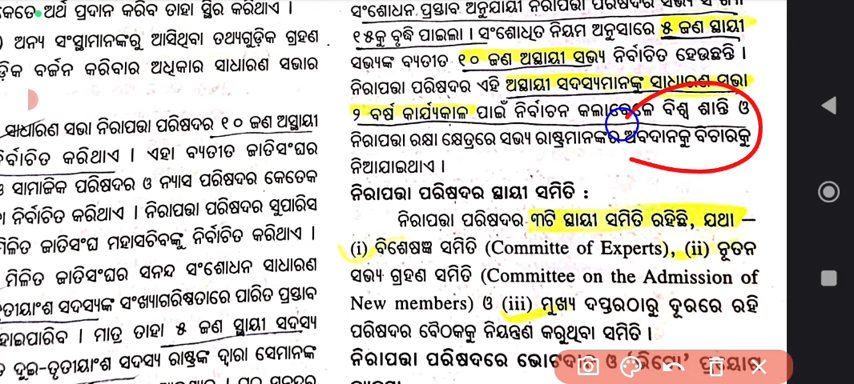 କେତେ ଅର୍ଥ ପ୍ରଦାନ କରିବ ତାହା ସ୍ଥିର କରିଥାଏ ।
) ଅନ୍ୟ ସଂସ୍ଥାମାନଙ୍କରୁ ଆସିଥିବା ତଥ୍ୟଗୁଡ଼ିକ ଗ୍ରହଣ
ଡ଼ିକ ବର୍ଜନ କରିବାର ଅଧିକାର ସାଧାରଣ ସଭାର
ସାଧାରଣ ସଭା ନିରାପତ୍ତା ପରିଷଦର ୧୦ ଜଣ ଅସ୍ଥାୟୀ
ର୍ବାଚିତ କରିଥାଏ । ଏହା ବ୍ୟତୀତ ଜାତିସଂଘର
ସାମାଜିକ ପରିଷଦର ଓ ନ୍ୟାସ ପରିଷଦର କେତେକ
ନିର୍ବାଚିତ କରିଥାଏ । ନିରାପତ୍ତା ପରିଷଦର ସୁପାରିସ
ମିଳିତ ଜାତିସଂଘ ମହାସଚିବଙ୍କୁ ନିର୍ବାଚିତ କରିଥାଏ ।
ମିଳିତ ଜାତିସଂଘର ସନନ୍ଦ ସଂଶୋଧନ ସାଧାରଣ
ତୀୟାଂଶ ସଦସ୍ୟଙ୍କ ସଂଖ୍ୟାଗରିଷ୍ଠତାରେ ପାରିତ ପ୍ରସ୍ତାବ
ହୋଇପାରିବ । ମାତ୍ର ତାହା ୫ ଜଣ ସ୍ଥାୟୀ ସଦସ୍ୟ
ଦୁଇ-ତୃତୀୟାଂଶ ସଦସ୍ୟ ରାଷ୍ଟ୍ରଙ୍କ ଦ୍ୱାରା ସେମାନଙ୍କ
ସଂଶୋଧନ ପ୍ରସ୍ତାବ ଅନୁଯାୟୀ ନିରାପତ୍ତା ପରିଷଦର ସଭ୍ୟ
୧୫କୁ ବୃଦ୍ଧି ପାଇଲା । ସଂଶୋଧିତ ନିୟମ ଅନୁସାରେ ୫ ଜଣ ସ୍ଥାୟୀ
ସଭ୍ୟଙ୍କ ବ୍ୟତୀତ ୧୦ ଜଣ ଅସ୍ଥାୟୀ ସଭ୍ୟ ନିର୍ବାଚିତ ହେଉଛନ୍ତି ।
ନିରାପତ୍ତା ପରିଷଦର ଏହି ଅସ୍ଥାୟୀ ସଦସ୍ୟମାନଙ୍କୁ ସାଧାରଣ ସଭା
୨ ବର୍ଷ କାର୍ଯ୍ୟକାଳ ପାଇଁ ନିର୍ବାଚନ କଲାବେଳେ ବିଶ୍ୱ ଶାନ୍ତି ଓ
ନିରାପତ୍ତା ରକ୍ଷା କ୍ଷେତ୍ରରେ ସଭ୍ୟ ରାଷ୍ଟ୍ରମାନଙ୍କର ଅବଦାନକୁ ବିଚାରକୁ
ନିଆଯାଇଥାଏ ।
ନିରାପତ୍ତା ପରିଷଦର ସ୍ଥାୟୀ ସମିତି :
ନିରାପତ୍ତା ପରିଷଦର ୩ଟି ସ୍ଥାୟୀ ସମିତି ରହିଛି, ଯଥା –
(i) ବିଶେଷଜ୍ଞ ସମିତି (Committe of Experts), (ii) ନୂତନ
ସଭ୍ୟ ଗ୍ରହଣ ସମିତି (Committee on the Admission of
New members) ଓ (iii) ମୁଖ୍ୟ ଦପ୍ତରଠାରୁ ଦୂରରେ ରହି
ପରିଷଦର ବୈଠକକୁ ନିୟନ୍ତ୍ରଣ କରୁଥିବା ସମିତି ।
ନିରାପତ୍ତା ପରିଷଦରେ ଭୋଟଦାନ ଓ